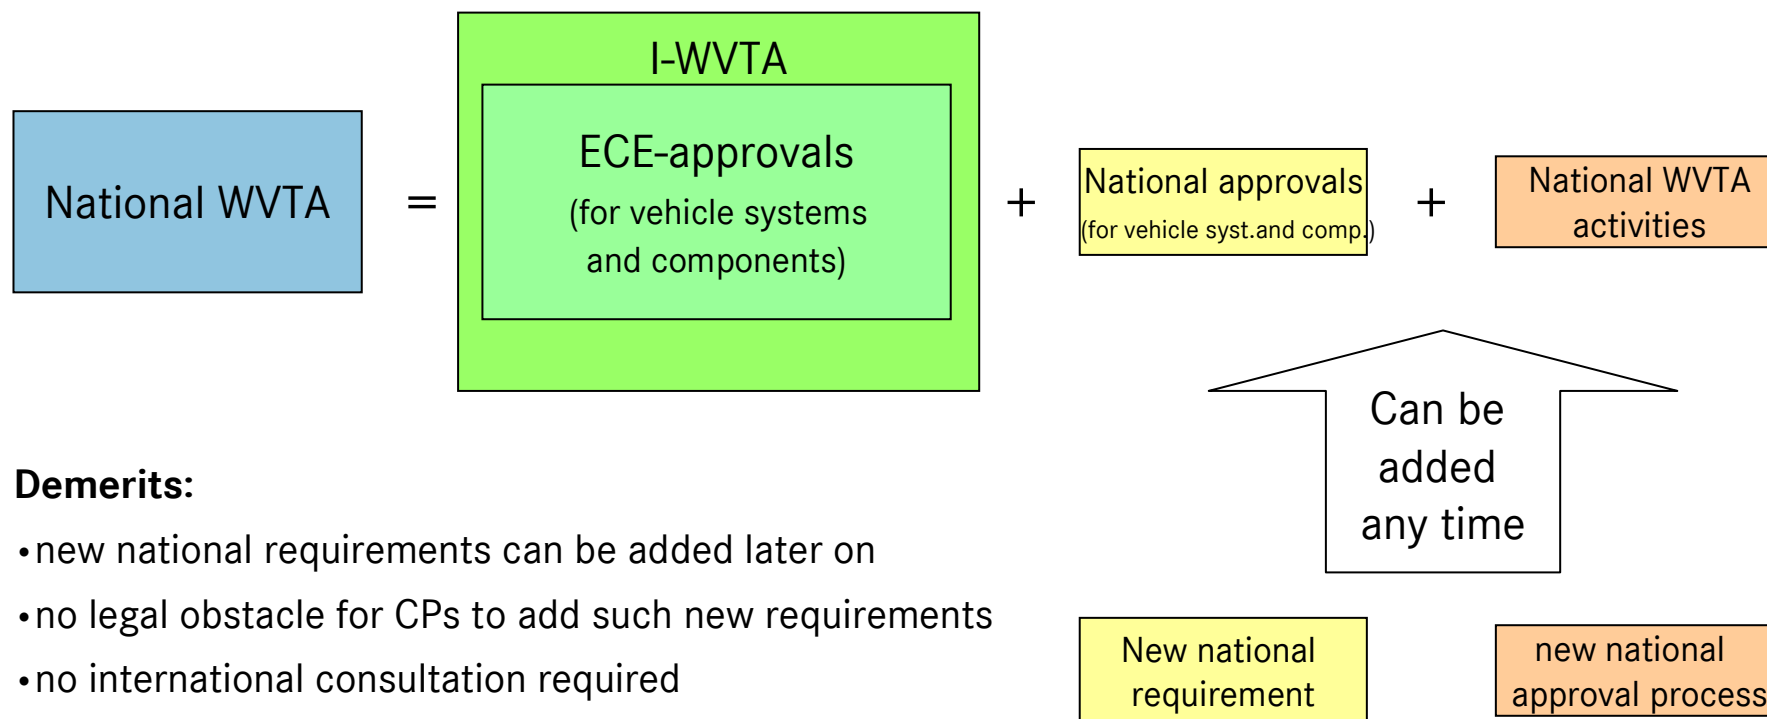 I-WVTA
National WVTA
=
ECE-approvals
(for vehicle systems
and components)
+
National approvals
(for vehicle syst.and comp.)
+
National WVTA
activities
Can be
added
any time
Demerits:
•new national requirements can be added later on
•no legal obstacle for CPs to add such new requirements
•no international consultation required
New national
requirement
new national
approval process